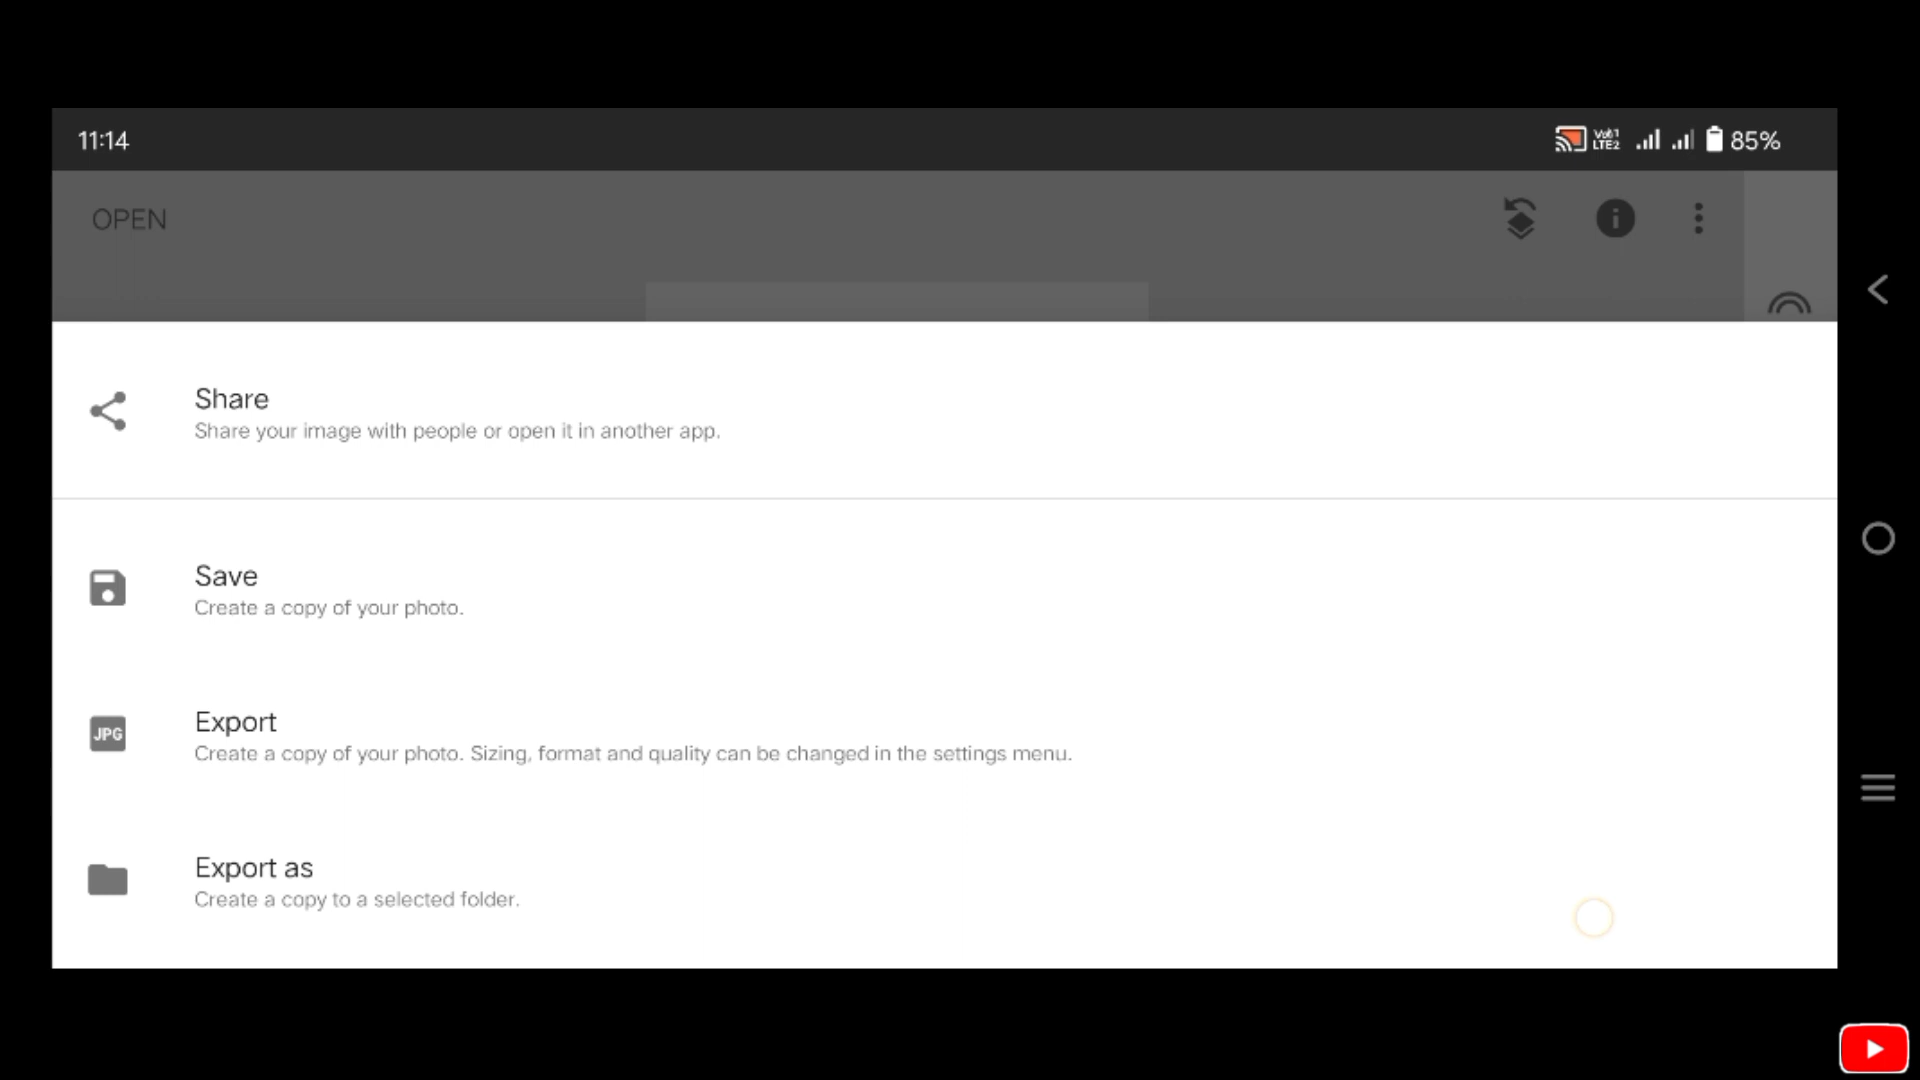 11:14
Vo1
LTE2
85%
OPEN
Share
Share your image with people or open it in another app.
Save
Create a copy of your photo.
JPG
Export
Create a copy of your photo. Sizing, format and quality can be changed in the settings menu.
Export as
Create a copy to a selected folder.